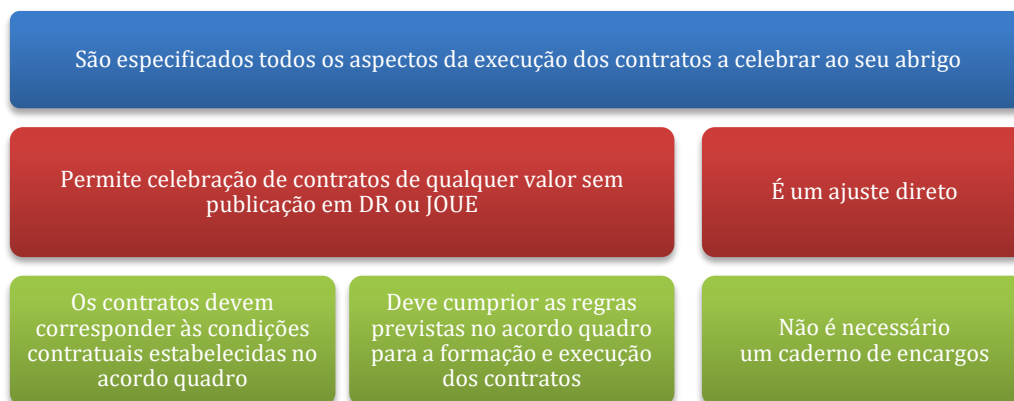 São especificados todos os aspectos da execução dos contratos a celebrar ao seu abrigo
Permite celebração de contratos de qualquer valor sem
publicação em DR ou JOUE
É um ajuste direto
Os contratos devem
corresponder às condições
contratuais estabelecidas no
acordo quadro
Deve cumprior as regras
previstas no acordo quadro
para a formação e execução
dos contratos
Não é necessário
um caderno de encargos